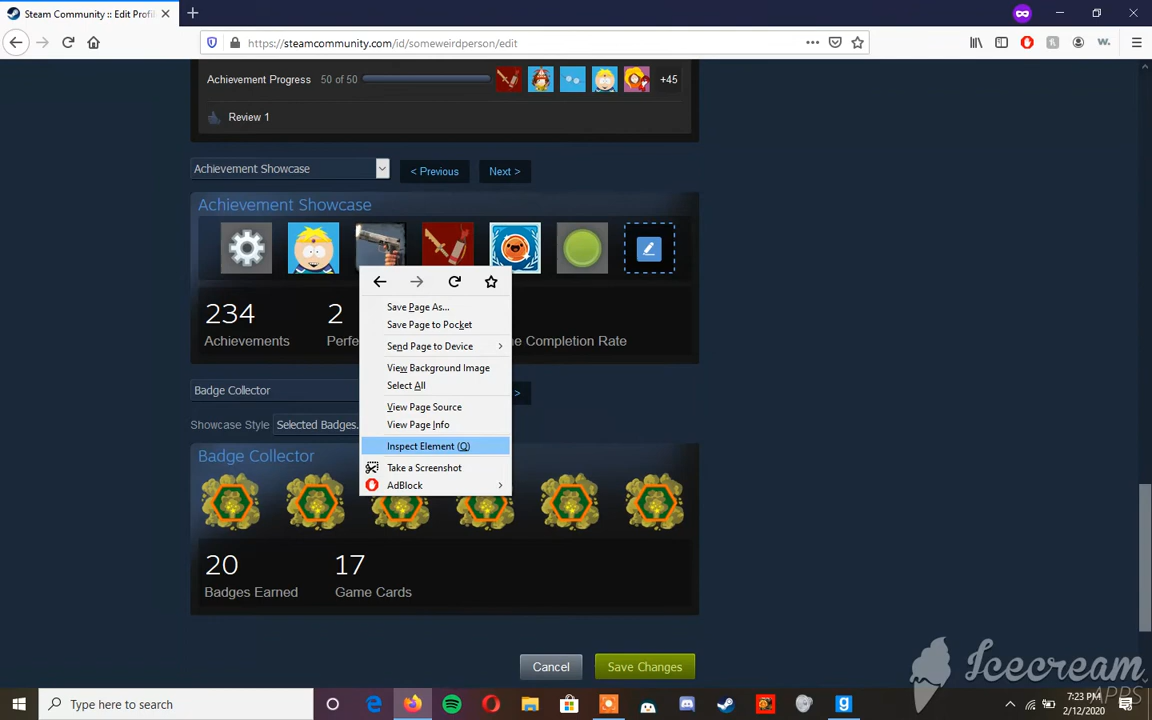 Steam Community :: Edit Profil
https://steamcommunity.com/id/someweirdperson/edit
Achievement Progress 50 of 50 +45
Review 1
Achievement Showcase < Previous Next >
Achievement Showcase
234 2
Achievements Perfe ne Completion Rate
Save Page As...
Save Page to Pocket
Send Page to Device
View Background Image
Select All
View Page Source
View Page Info
Inspect Element (Q)
Take a Screenshot
AdBlock
Badge Collector >
Showcase Style Selected Badges.
Badge Collector
20 17
Badges Earned Game Cards
Cancel Save Changes
Icecream
APPS
Type here to search
7:23 PM
2/12/2020